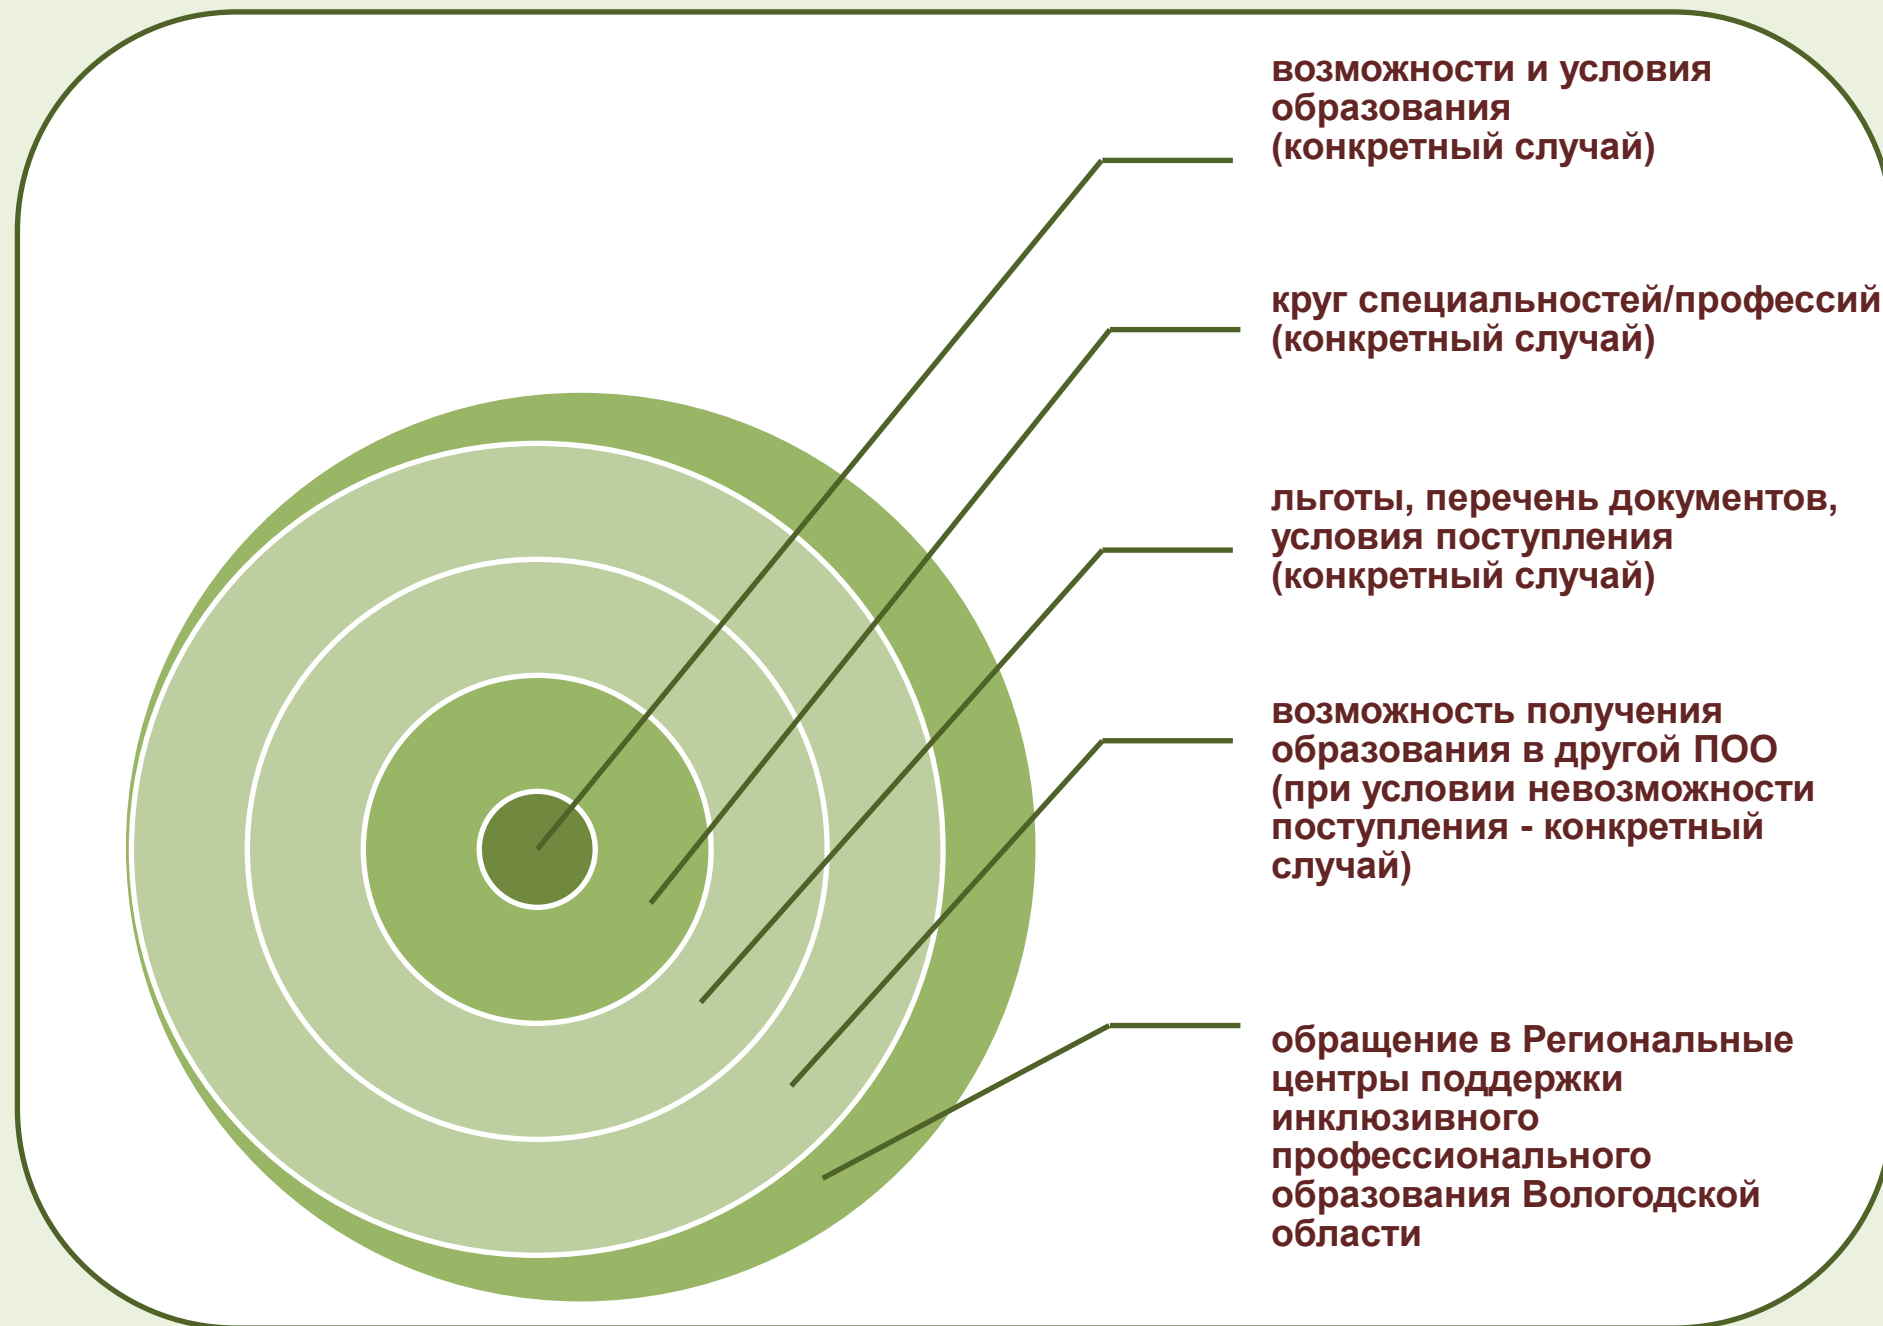 возможности и условия
образования
(конкретный случай)
круг специальностей/профессий
(конкретный случай)
льготы, перечень документов,
условия поступления
(конкретный случай)
возможность получения
образования в другой ПОО
(при условии невозможности
поступления - конкретный
случай)
обращение в Региональные
центры поддержки
инклюзивного
профессионального
образования Вологодской
области